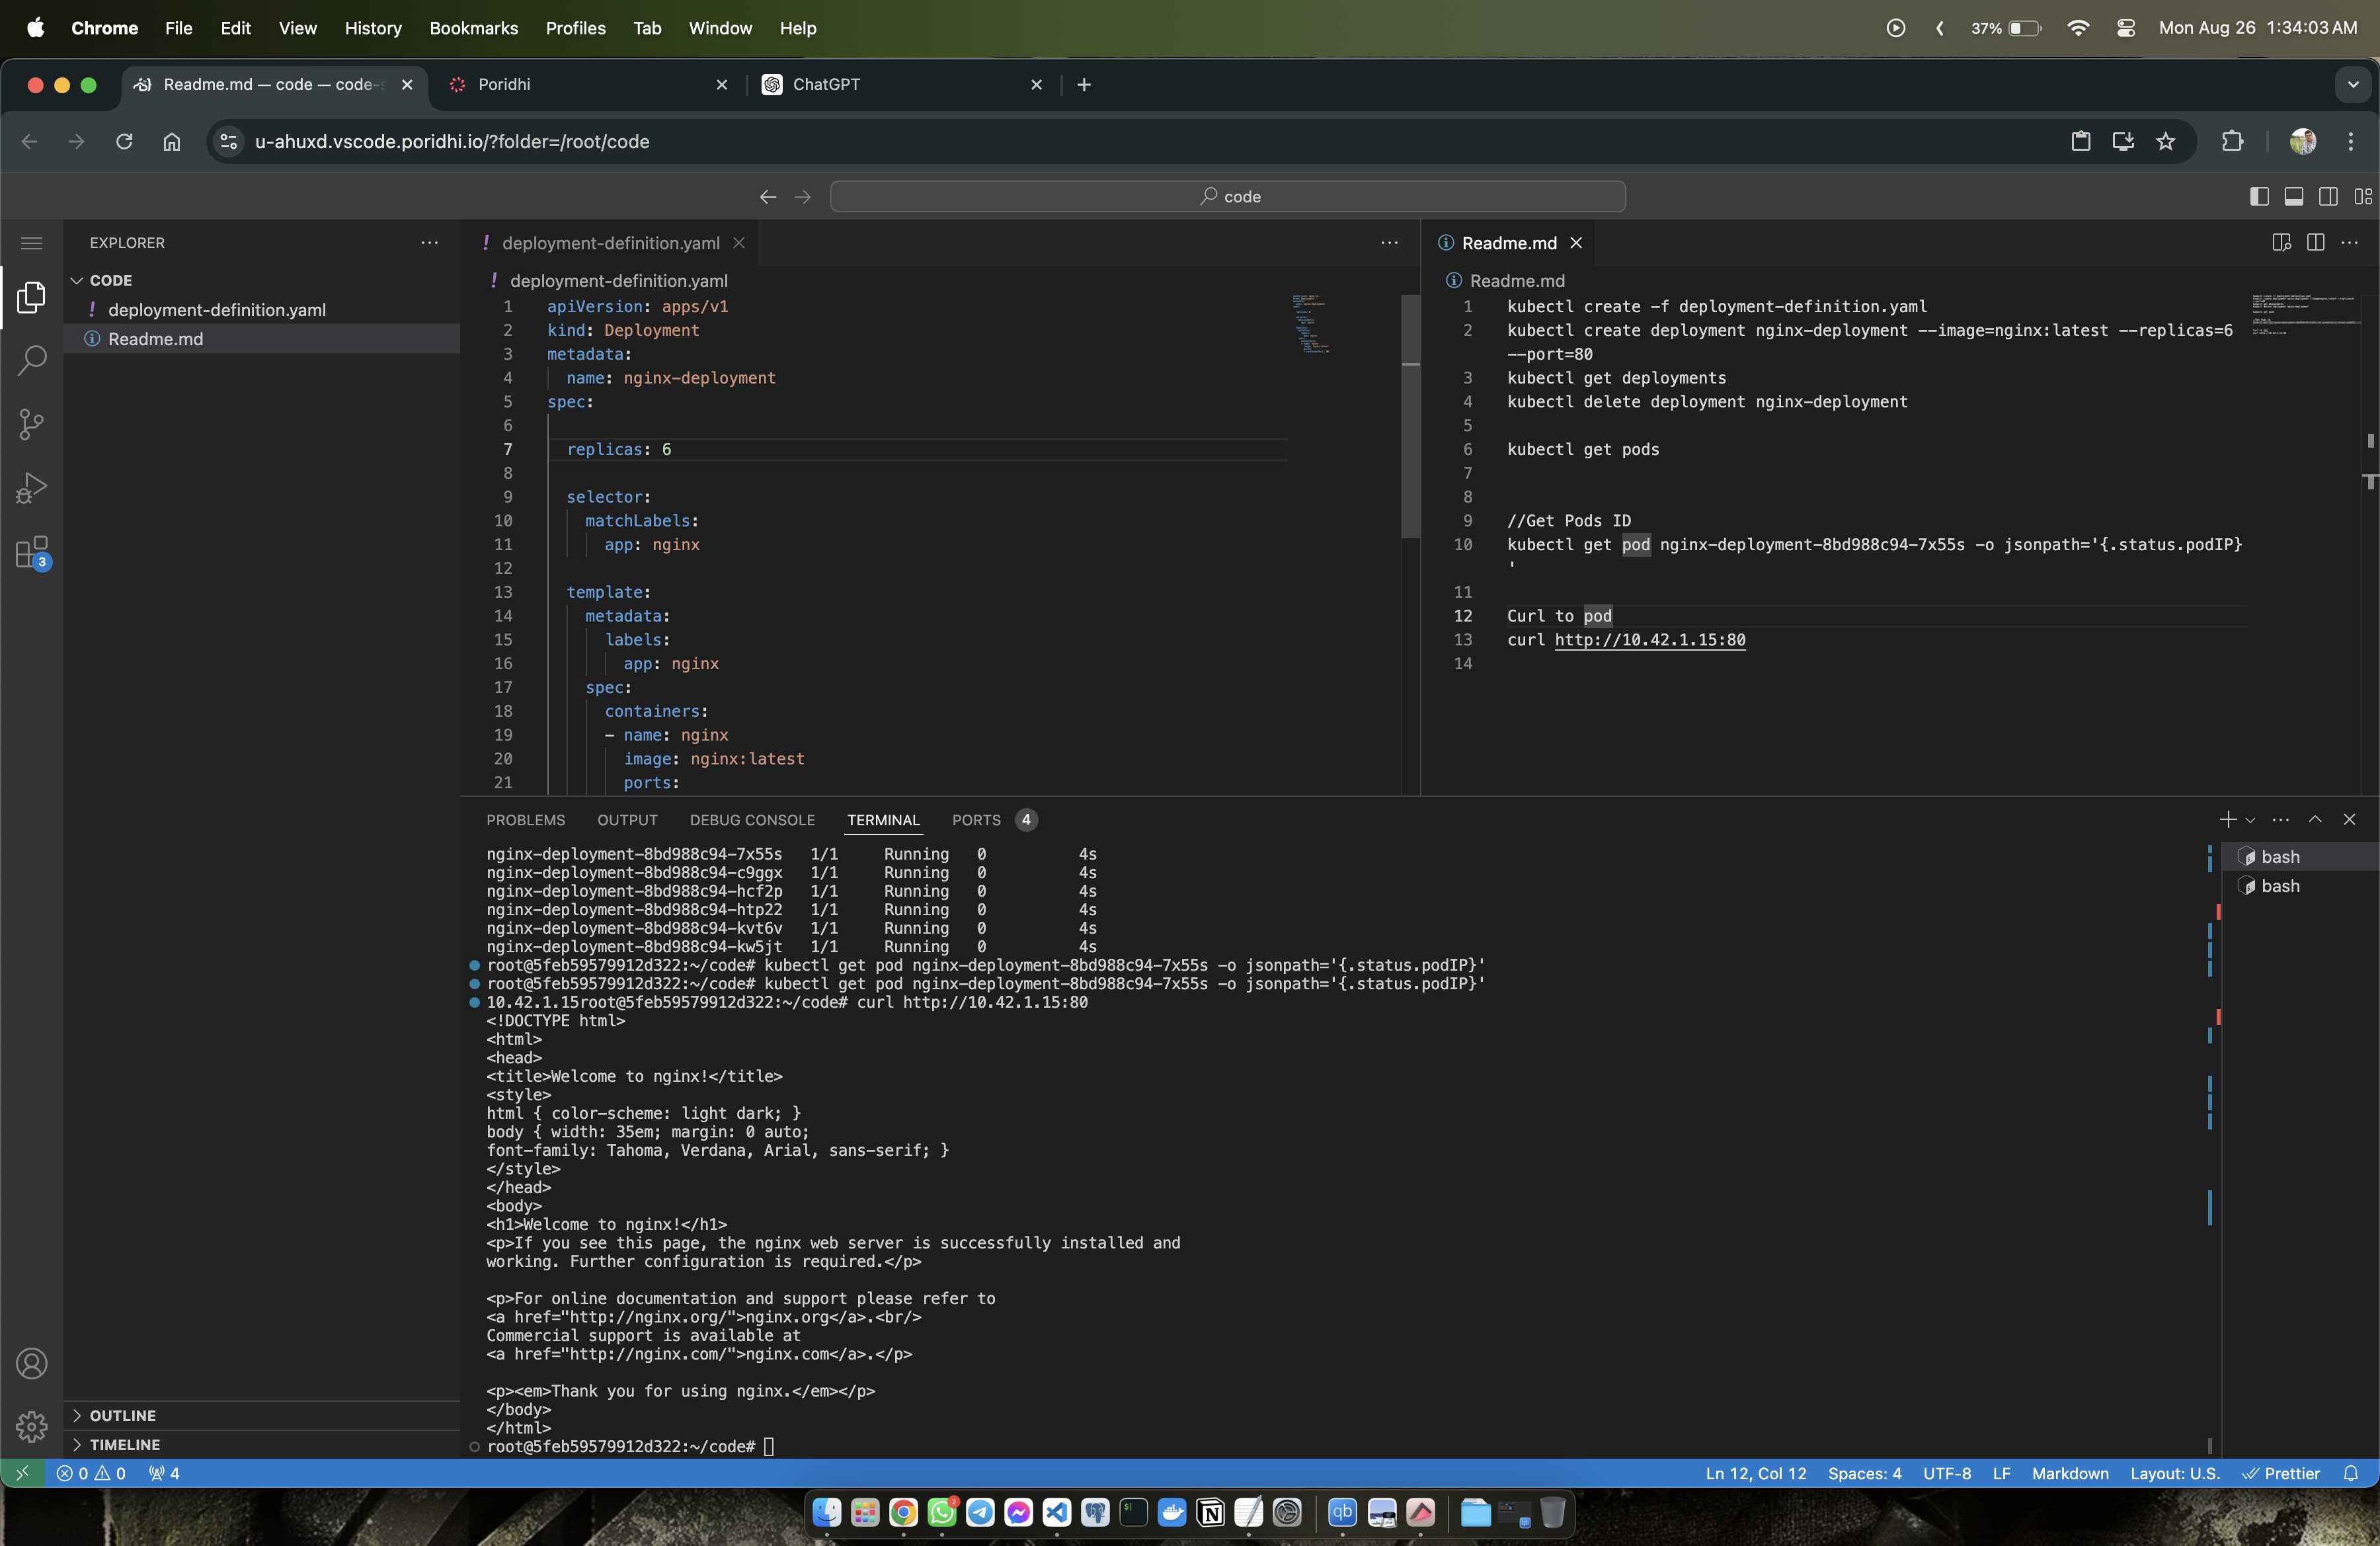 Chrome File Edit View History Bookmarks Profiles Tab Window Help 37% Mon Aug 26 1:34:03 AM
Readme.md — code — code-s Poridhi ChatGPT
u-ahuxd.vscode.poridhi.io/?folder=/root/code
code
EXPLORER
CODE
deployment-definition.yaml
Readme.md
3
OUTLINE
TIMELINE
! deployment-definition.yaml
! deployment-definition.yaml
1 apiVersion: apps/v1
2 kind: Deployment
3 metadata:
4 name: nginx-deployment
5 spec:
6
7 replicas: 6
8
9 selector:
10 matchLabels:
11 app: nginx
12
13 template:
14 metadata:
15 labels:
16 app: nginx
17 spec:
18 containers:
19 - name: nginx
20 image: nginx:latest
21 ports:
Readme.md
Readme.md
1 kubectl create -f deployment-definition.yaml
2 kubectl create deployment nginx-deployment --image=nginx:latest --replicas=6
--port=80
3 kubectl get deployments
4 kubectl delete deployment nginx-deployment
5
6 kubectl get pods
7
8
9 //Get Pods ID
10 kubectl get pod nginx-deployment-8bd988c94-7x55s -o jsonpath='{.status.podIP}
'
11
12 Curl to pod
13 curl http://10.42.1.15:80
14
PROBLEMS OUTPUT DEBUG CONSOLE TERMINAL PORTS 4
nginx-deployment-8bd988c94-7x55s 1/1 Running 0 4s
nginx-deployment-8bd988c94-c9ggx 1/1 Running 0 4s
nginx-deployment-8bd988c94-hcf2p 1/1 Running 0 4s
nginx-deployment-8bd988c94-htp22 1/1 Running 0 4s
nginx-deployment-8bd988c94-kvt6v 1/1 Running 0 4s
nginx-deployment-8bd988c94-kw5jt 1/1 Running 0 4s
root@5feb59579912d322:~/code# kubectl get pod nginx-deployment-8bd988c94-7x55s -o jsonpath='{.status.podIP}'
root@5feb59579912d322:~/code# kubectl get pod nginx-deployment-8bd988c94-7x55s -o jsonpath='{.status.podIP}'
10.42.1.15root@5feb59579912d322:~/code# curl http://10.42.1.15:80
<!DOCTYPE html>
<html>
<head>
<title>Welcome to nginx!</title>
<style>
html { color-scheme: light dark; }
body { width: 35em; margin: 0 auto;
font-family: Tahoma, Verdana, Arial, sans-serif; }
</style>
</head>
<body>
<h1>Welcome to nginx!</h1>
<p>If you see this page, the nginx web server is successfully installed and
working. Further configuration is required.</p>

<p>For online documentation and support please refer to
<a href="http://nginx.org/">nginx.org</a>.<br/>
Commercial support is available at
<a href="http://nginx.com/">nginx.com</a>.</p>

<p><em>Thank you for using nginx.</em></p>
</body>
</html>
root@5feb59579912d322:~/code#
bash
bash
0 0 4 Ln 12, Col 12 Spaces: 4 UTF-8 LF Markdown Layout: U.S. Prettier
2
qb